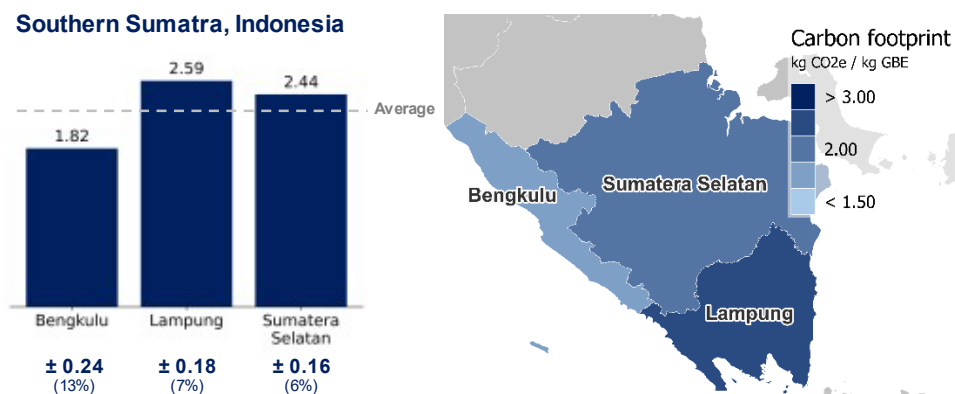 Southern Sumatra, Indonesia
2.59
2.44
1.82
Average
Bengkulu
Lampung
Sumatera
Selatan
± 0.24
(13%)
± 0.18
(7%)
± 0.16
(6%)
Carbon footprint
kg CO2e / kg GBE
> 3.00
2.00
< 1.50
Bengkulu
Sumatera Selatan
Lampung